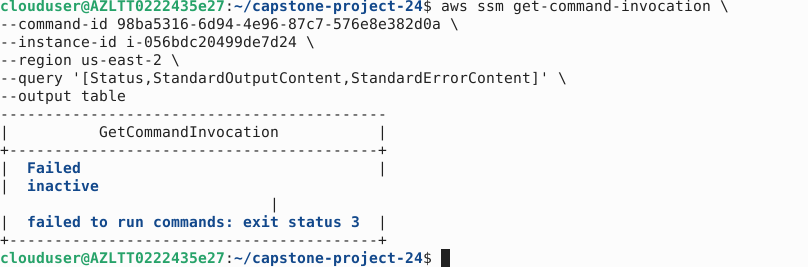 clouduser@AZLTT0222435e27:~/capstone-project-24$ aws ssm get-command-invocation \
--command-id 98ba5316-6d94-4e96-87c7-576e8e382d0a \
--instance-id i-056bdc20499de7d24 \
--region us-east-2 \
--query '[Status,StandardOutputContent,StandardErrorContent]' \
--output table
-------------------------------------------
|          GetCommandInvocation           |
+-----------------------------------------+
|  Failed                                 |
|  inactive
                              |
|  failed to run commands: exit status 3  |
+-----------------------------------------+
clouduser@AZLTT0222435e27:~/capstone-project-24$